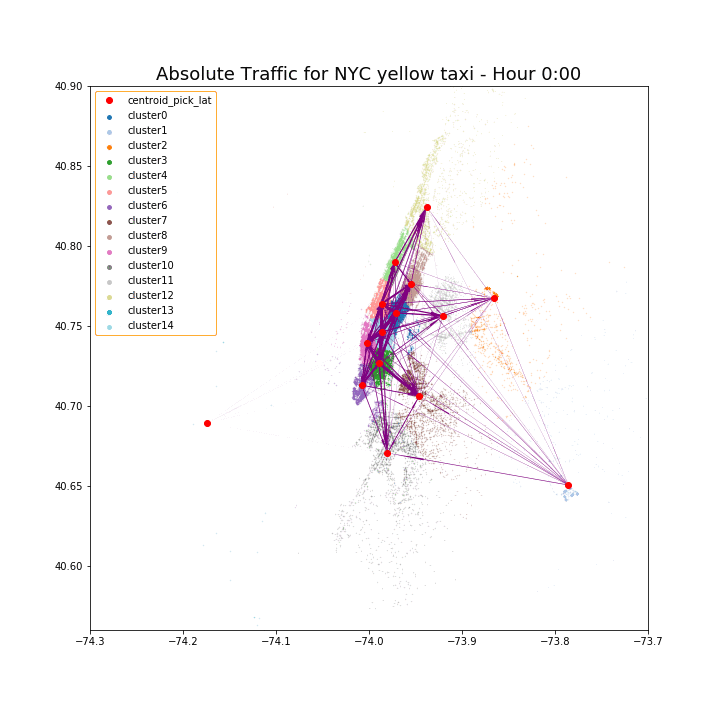 Absolute Traffic for NYC yellow taxi - Hour 0:00
40.90
40.85
40.80
40.75
40.70
40.65
40.60
centroid_pick_lat
cluster0
cluster1
cluster2
cluster3
cluster4
cluster5
cluster6
cluster7
cluster8
cluster9
cluster10
cluster11
cluster12
cluster13
cluster14
−74.3 −74.2 −74.1 −74.0 −73.9 −73.8 −73.7